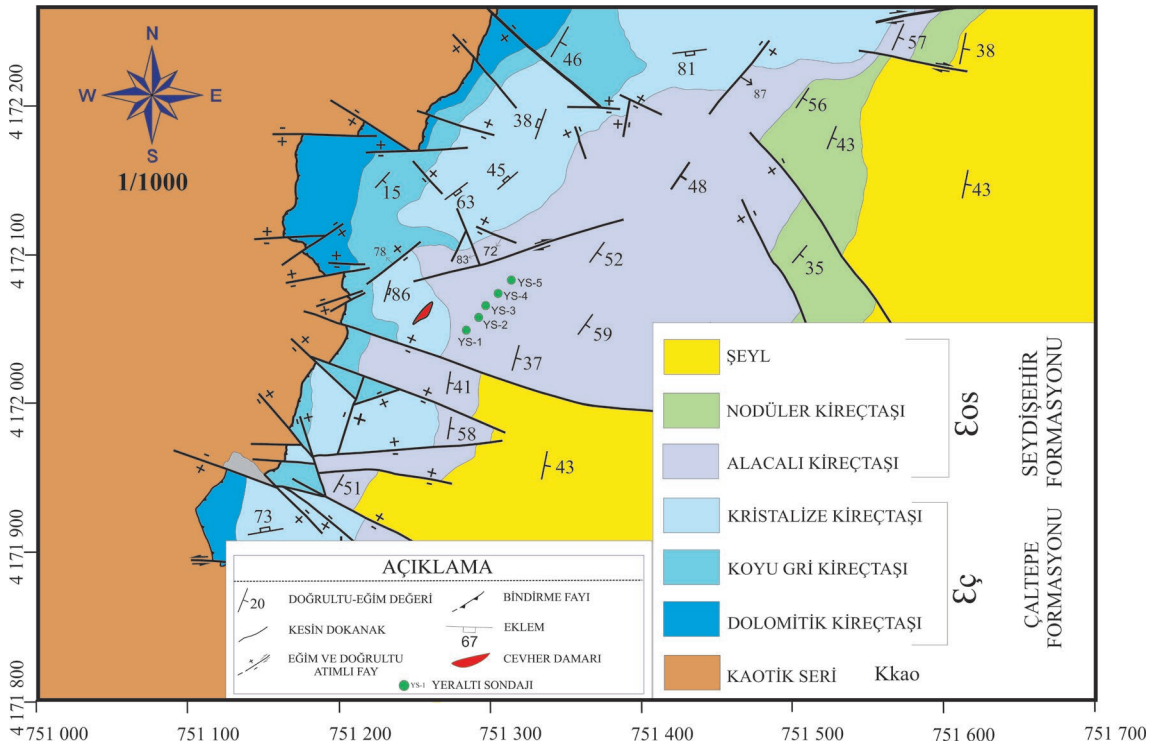 N
W
E
S
1/1000
46
81
87
57
38
56
43
38
45
15
63
48
43
78
83
72
52
35
86
YS-5
YS-4
YS-3
YS-2
YS-1
59
37
41
58
51
43
73
4 172 200
4 172 100
4 172 000
4 171 900
4 171 800
751 000
751 100
751 200
751 300
751 400
751 500
751 600
751 700
AÇIKLAMA
20
DOĞRULTU-EĞİM DEĞERİ
BİNDİRME FAYI
KESİN DOKANAK
EKLEM
67
EĞİM VE DOĞRULTU
ATIMLI FAY
CEVHER DAMARI
YS-1
YERALTI SONDAJI
ŞEYL
NODÜLER KİREÇTAŞI
ALACALI KİREÇTAŞI
Ɛos
SEYDİŞEHİR
FORMASYONU
KRİSTALİZE KİREÇTAŞI
KOYU GRİ KİREÇTAŞI
DOLOMİTİK KİREÇTAŞI
Ɛç
ÇALTEPE
FORMASYONU
KAOTİK SERİ Kkao